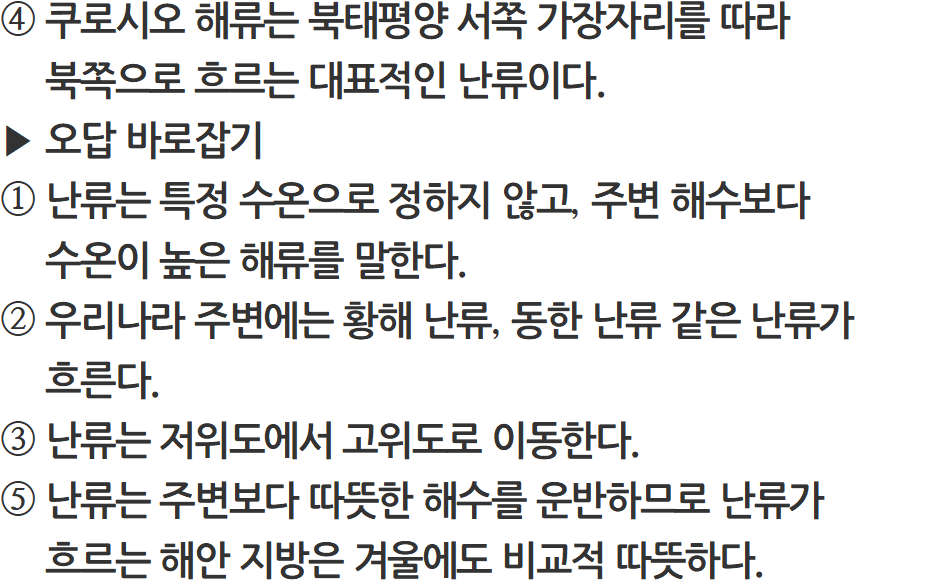 ④ 쿠로시오 해류는 북태평양 서쪽 가장자리를 따라
북쪽으로 흐르는 대표적인 난류이다.
▶ 오답 바로잡기
① 난류는 특정 수온으로 정하지 않고, 주변 해수보다
수온이 높은 해류를 말한다.
② 우리나라 주변에는 황해 난류, 동한 난류 같은 난류가
흐른다.
③ 난류는 저위도에서 고위도로 이동한다.
⑤ 난류는 주변보다 따뜻한 해수를 운반하므로 난류가
흐르는 해안 지방은 겨울에도 비교적 따뜻하다.